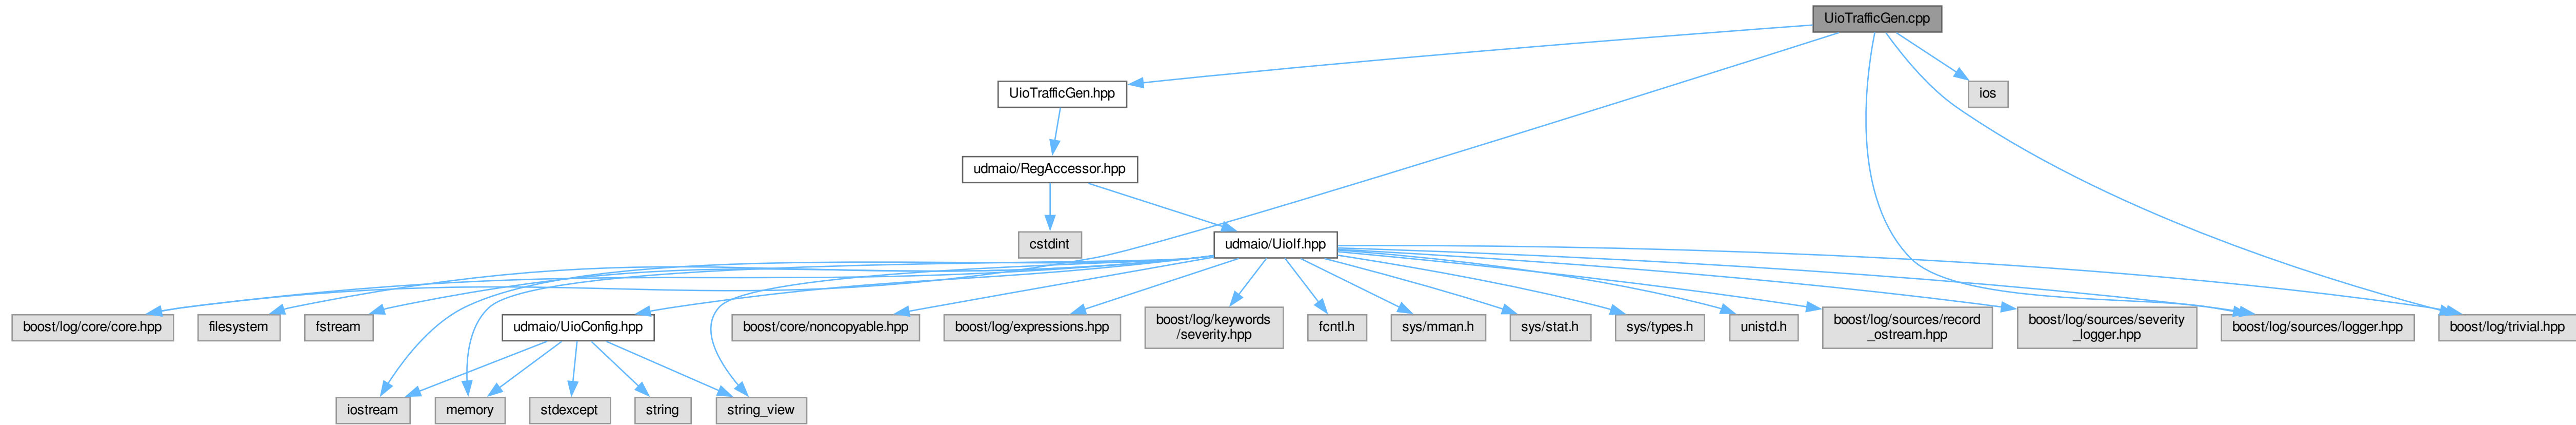 UioTrafficGen.cpp
UioTrafficGen.hpp
ios
udmaio/RegAccessor.hpp
cstdint
udmaio/UioIf.hpp
boost/log/core/core.hpp
filesystem
fstream
udmaio/UioConfig.hpp
boost/core/noncopyable.hpp
boost/log/expressions.hpp
boost/log/keywords
/severity.hpp
fcntl.h
sys/mman.h
sys/stat.h
sys/types.h
unistd.h
boost/log/sources/record
_ostream.hpp
boost/log/sources/severity
_logger.hpp
boost/log/sources/logger.hpp
boost/log/trivial.hpp
iostream
memory
stdexcept
string
string_view